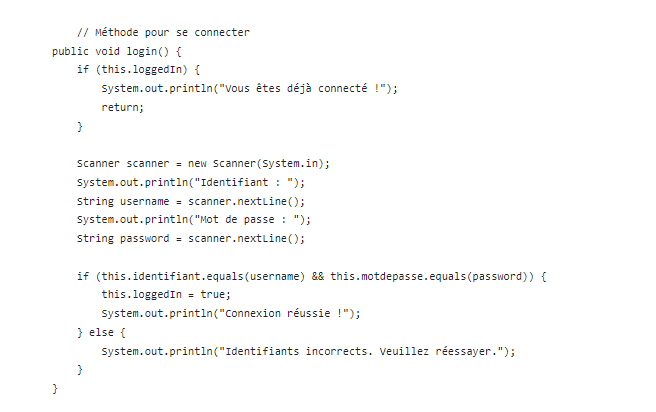 // Méthode pour se connecter
public void login() {
if (this.loggedIn) {
System.out.println("Vous êtes déjà connecté !");
return;
}
Scanner scanner = new Scanner(System.in);
System.out.println("Identifiant : ");
String username = scanner.nextLine();
System.out.println("Mot de passe : ");
String password = scanner.nextLine();
if (this.identifiant.equals(username) && this.motdepasse.equals(password)) {
this.loggedIn = true;
System.out.println("Connexion réussie !");
} else {
System.out.println("Identifiants incorrects. Veuillez réessayer.");
}
}